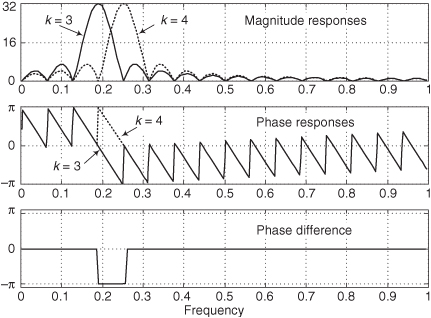 32
16
0
k = 3
k = 4
Magnitude responses
0 0.1 0.2 0.3 0.4 0.5 0.6 0.7 0.8 0.9 1
π
0
−π
k = 4
k = 3
Phase responses
0 0.1 0.2 0.3 0.4 0.5 0.6 0.7 0.8 0.9 1
π
0
−π
Phase difference
0 0.1 0.2 0.3 0.4 0.5 0.6 0.7 0.8 0.9 1
Frequency